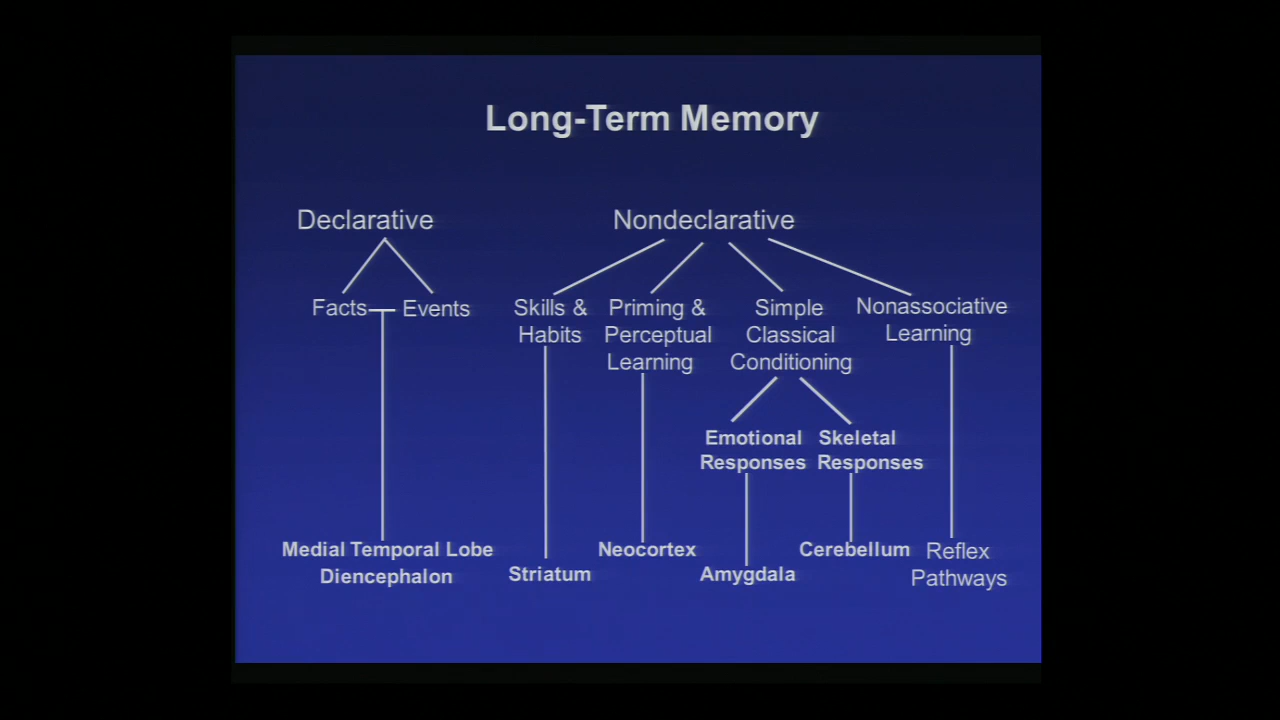 Long-Term Memory
Declarative
Nondeclarative
Facts
Events
Skills &
Habits
Priming &
Perceptual
Learning
Simple
Classical
Conditioning
Nonassociative
Learning
Emotional
Responses
Skeletal
Responses
Medial Temporal Lobe
Diencephalon
Striatum
Neocortex
Amygdala
Cerebellum
Reflex
Pathways